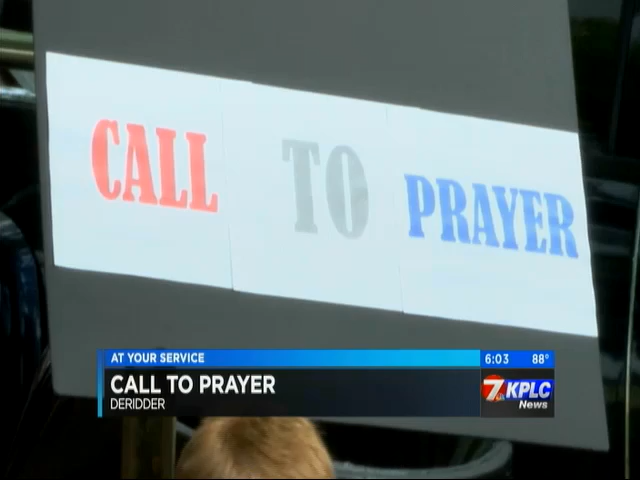 CALL TO PRAYER
AT YOUR SERVICE
6:03 88°
CALL TO PRAYER
DERIDDER
7 KPLC
News